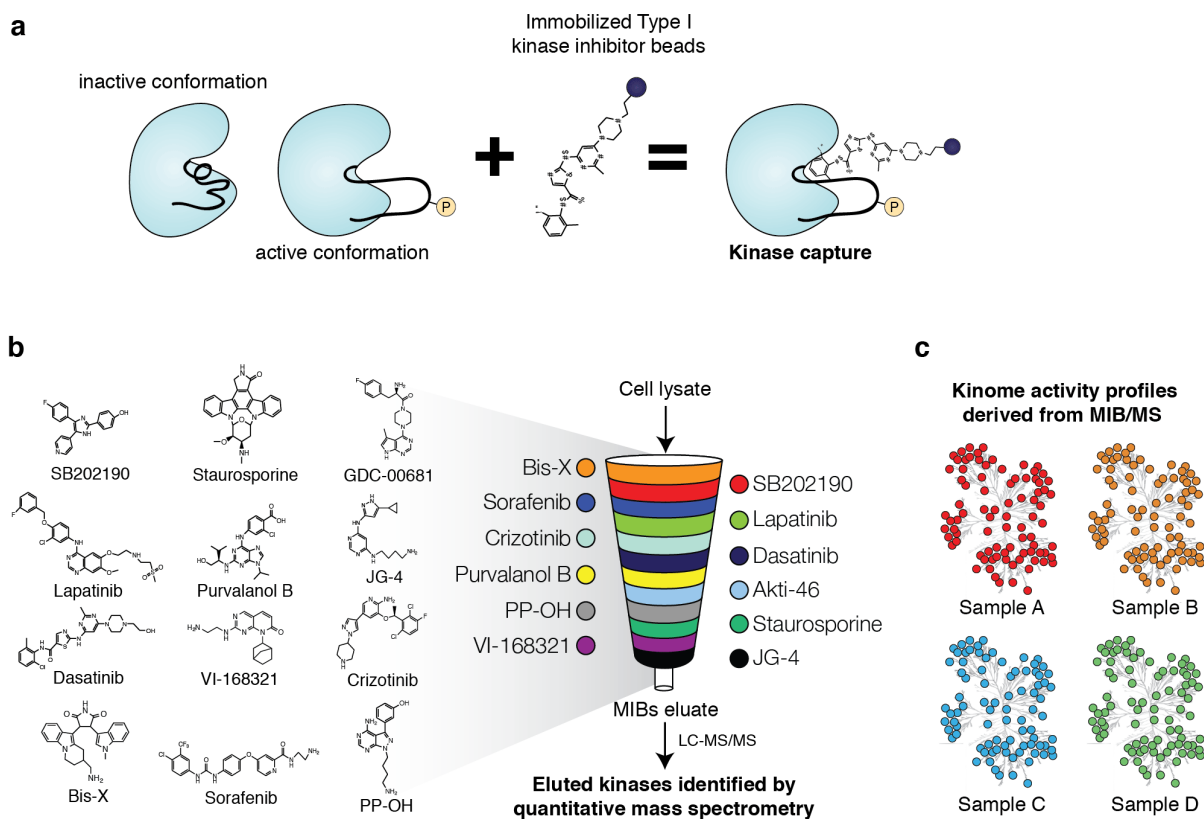 a
Immobilized Type I
kinase inhibitor beads
inactive conformation
active conformation
P
P
Kinase capture
b
SB202190
Staurosporine
GDC-00681
Lapatinib
Purvalanol B
JG-4
Dasatinib
VI-168321
Crizotinib
Bis-X
Sorafenib
PP-OH
Cell lysate
Bis-X
SB202190
Sorafenib
Lapatinib
Crizotinib
Dasatinib
Purvalanol B
Akti-46
PP-OH
Staurosporine
VI-168321
JG-4
MIBs eluate
LC-MS/MS
Eluted kinases identified by
quantitative mass spectrometry
c
Kinome activity profiles
derived from MIB/MS
Sample A
Sample B
Sample C
Sample D